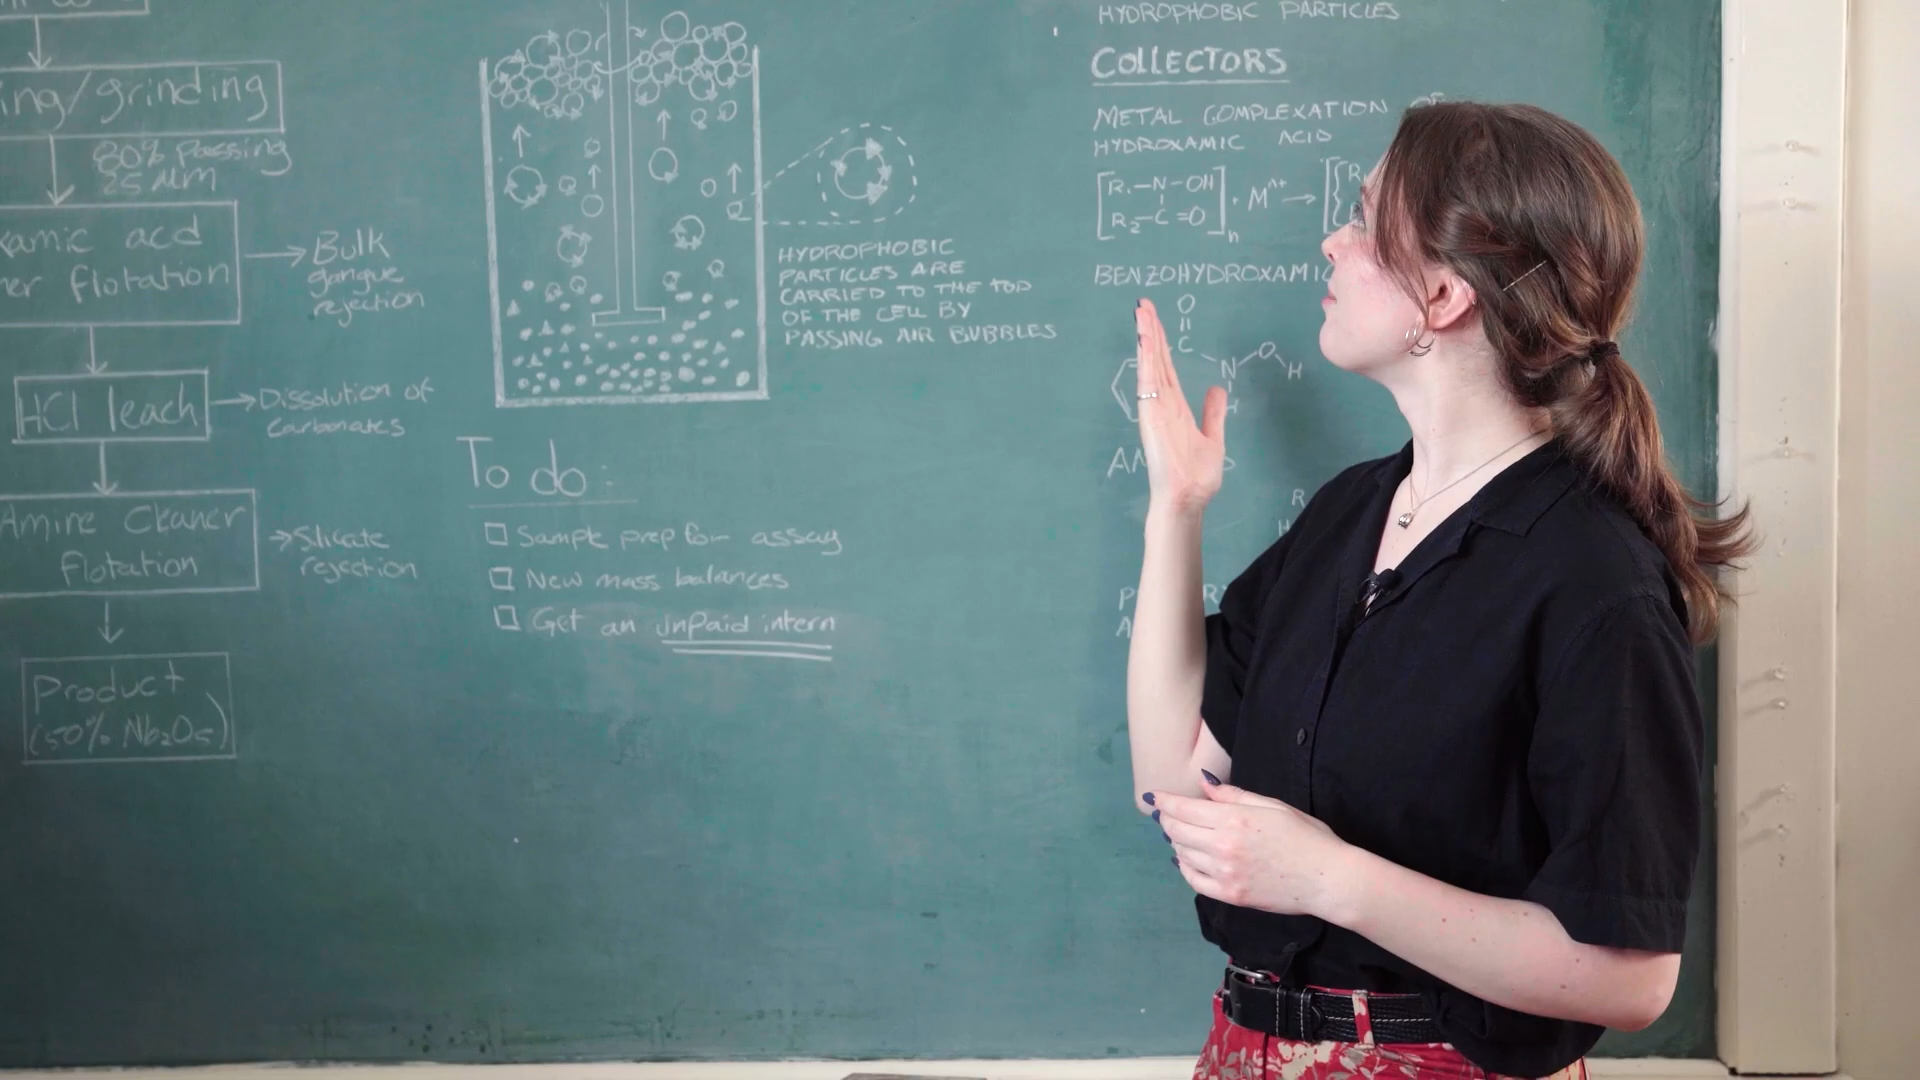 ing/grinding
80% Passing
25 µm
xamic acd
ner flotation
Bulk
gangue
rejection
HCl leach
Dissolution of
Carbonates
Amine Cleaner
flotation
Silicate
rejection
Product
(50% Nb₂O₅)
HYDROPHOBIC
PARTICLES ARE
CARRIED TO THE TOP
OF THE CELL BY
PASSING AIR BUBBLES
To do:
Sample prep for assay
New mass balances
Get an unpaid intern
HYDROPHOBIC PARTICLES
COLLECTORS
METAL COMPLEXATION OF
HYDROXAMIC ACID
[R₁-N-OH
R₂-C=O]n + Mⁿ⁺ → [{R₁
BENZOHYDROXAMIC
O
C
N O H
H
R
H